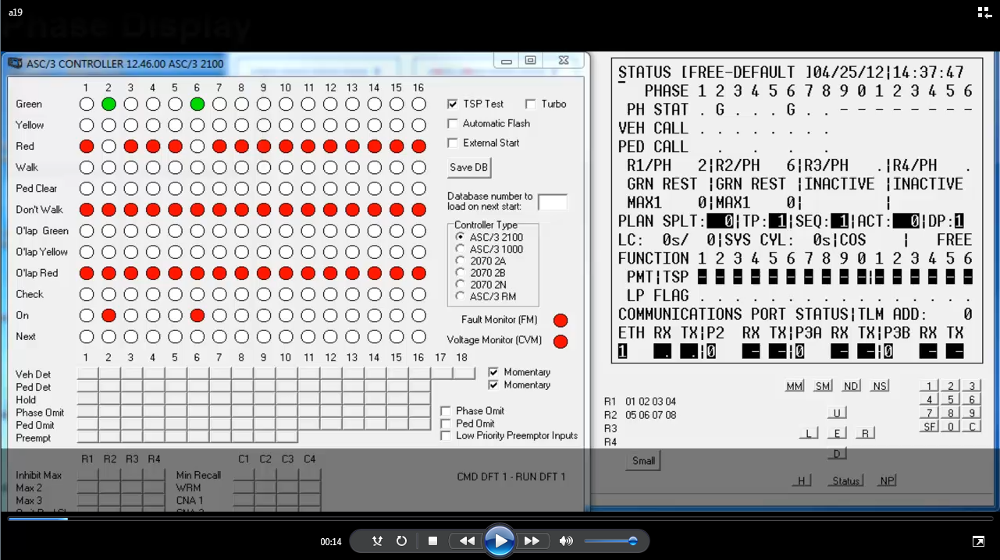 a19
Phase Display
ASC/3 CONTROLLER 12.46.00 ASC/3 2100
1 2 3 4 5 6 7 8 9 10 11 12 13 14 15 16
Green
Yellow
Red
Walk
Ped Clear
Don't Walk
O'lap Green
O'lap Yellow
O'lap Red
Check
On
Next
1 2 3 4 5 6 7 8 9 10 11 12 13 14 15 16 17 18
Veh Det
Ped Det
Hold
Phase Omit
Ped Omit
Preempt
R1 R2 R3 R4
Inhibit Max
Max 2
Max 3
C1 C2 C3 C4
Min Recall
WRM
CNA 1
TSP Test Turbo
Automatic Flash
External Start
Save DB
Database number to
load on next start:
Controller Type
ASC/3 2100
ASC/3 1000
2070 2A
2070 2B
2070 2N
ASC/3 RM
Fault Monitor (FM)
Voltage Monitor (CVM)
Momentary
Momentary
Phase Omit
Ped Omit
Low Priority Preemptor Inputs
CMD DFT 1 - RUN DFT 1
STATUS [FREE-DEFAULT ]04/25/12|14:37:47
PHASE 1 2 3 4 5 6 7 8 9 0 1 2 3 4 5 6
PH STAT . G . . . G . . - - - - - - - -
VEH CALL . . . . . . . .
PED CALL . . . .
R1/PH 2|R2/PH 6|R3/PH .|R4/PH .
GRN REST |GRN REST |INACTIVE |INACTIVE
MAX1 0|MAX1 0| |
PLAN SPLT: 0|TP: 1|SEQ: 1|ACT: 0|DP:1
LC: 0s/ 0|SYS CYL: 0s|COS | FREE
FUNCTION 1 2 3 4 5 6 7 8 9 0 1 2 3 4 5 6
PMT|TSP - - - - - - - - - -|- - - - - -
LP FLAG . . . . . . . . . . . . . . . .
COMMUNICATIONS PORT STATUS|TLM ADD: 0
ETH RX TX|P2 RX TX|P3A RX TX|P3B RX TX
1 . .|0 - -|0 - -|0 - -
R1 01 02 03 04
R2 05 06 07 08
R3
R4
Small
MM SM ND NS
U
L E R
D
H Status NP
1 2 3
4 5 6
7 8 9
SF 0 C
00:14